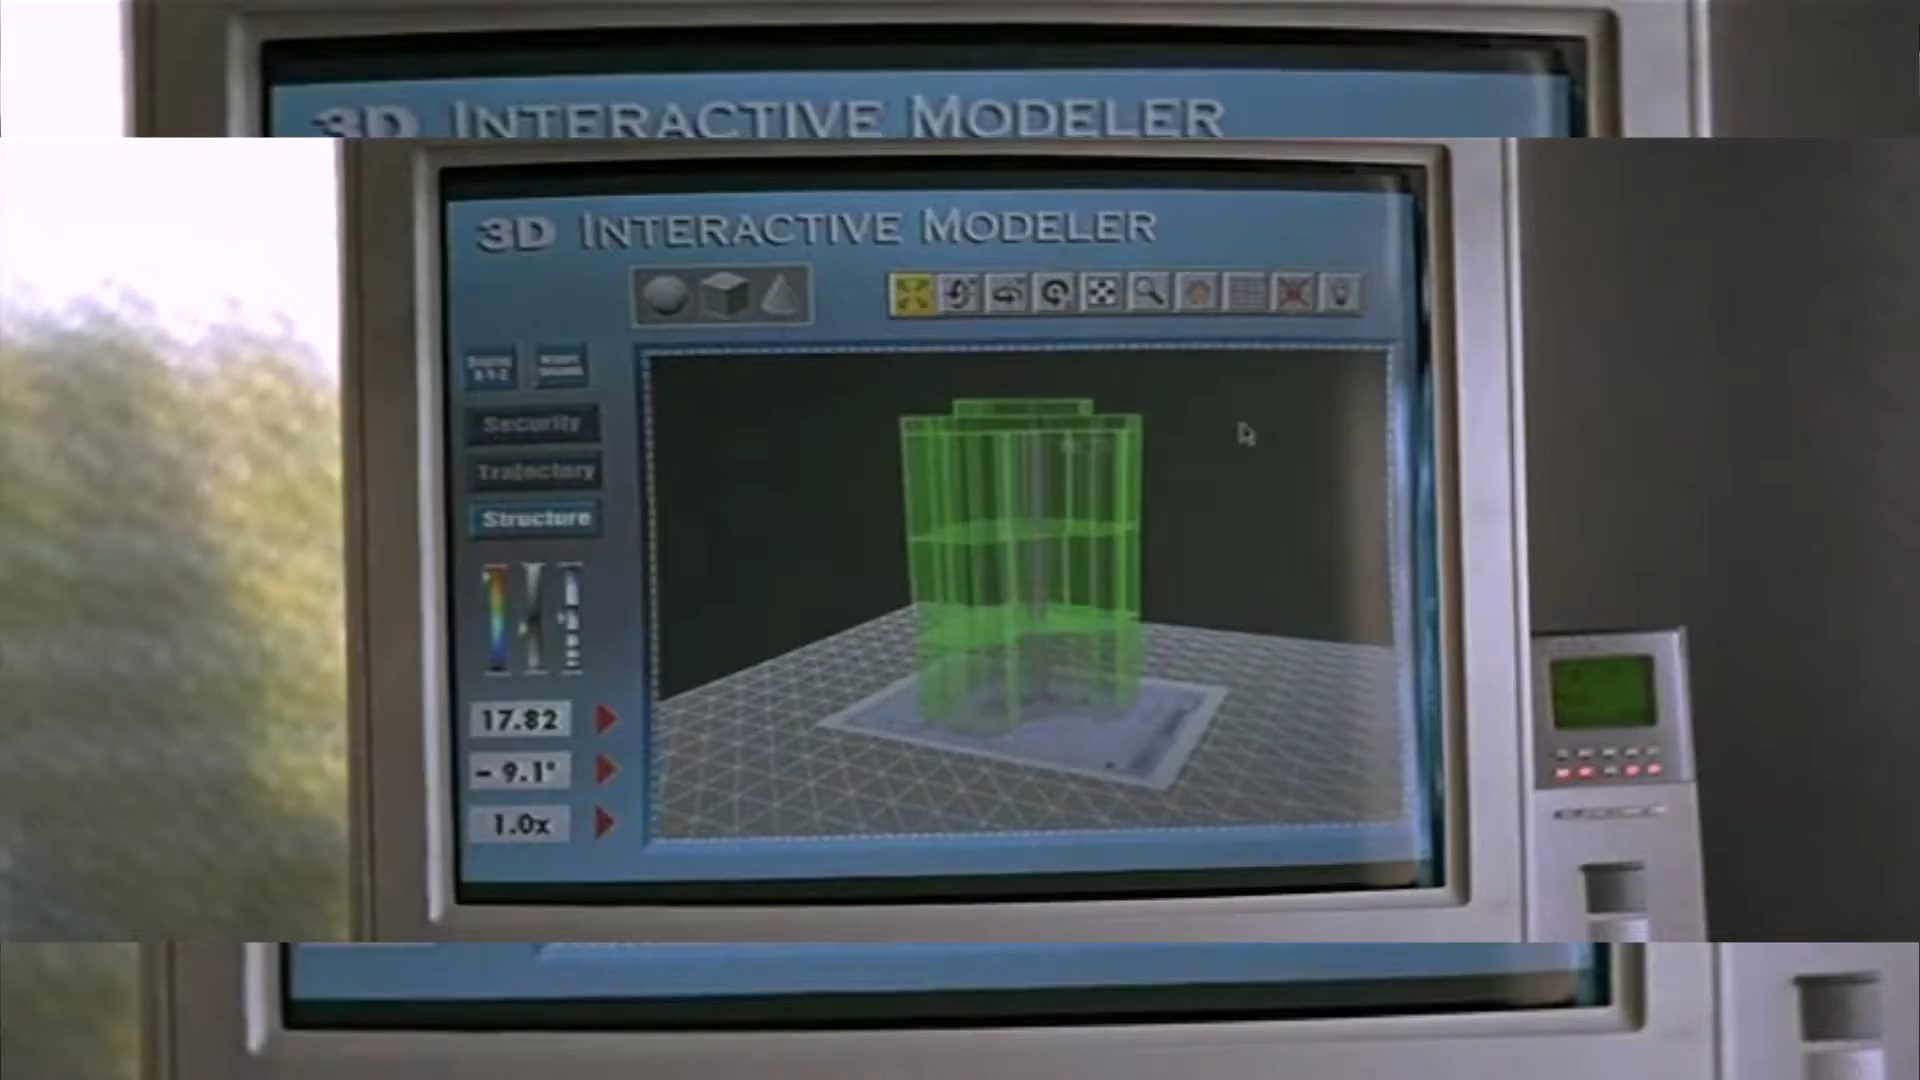 3D INTERACTIVE MODELER
3D INTERACTIVE MODELER
Security
Trajectory
Structure
17.82
- 9.1°
1.0x